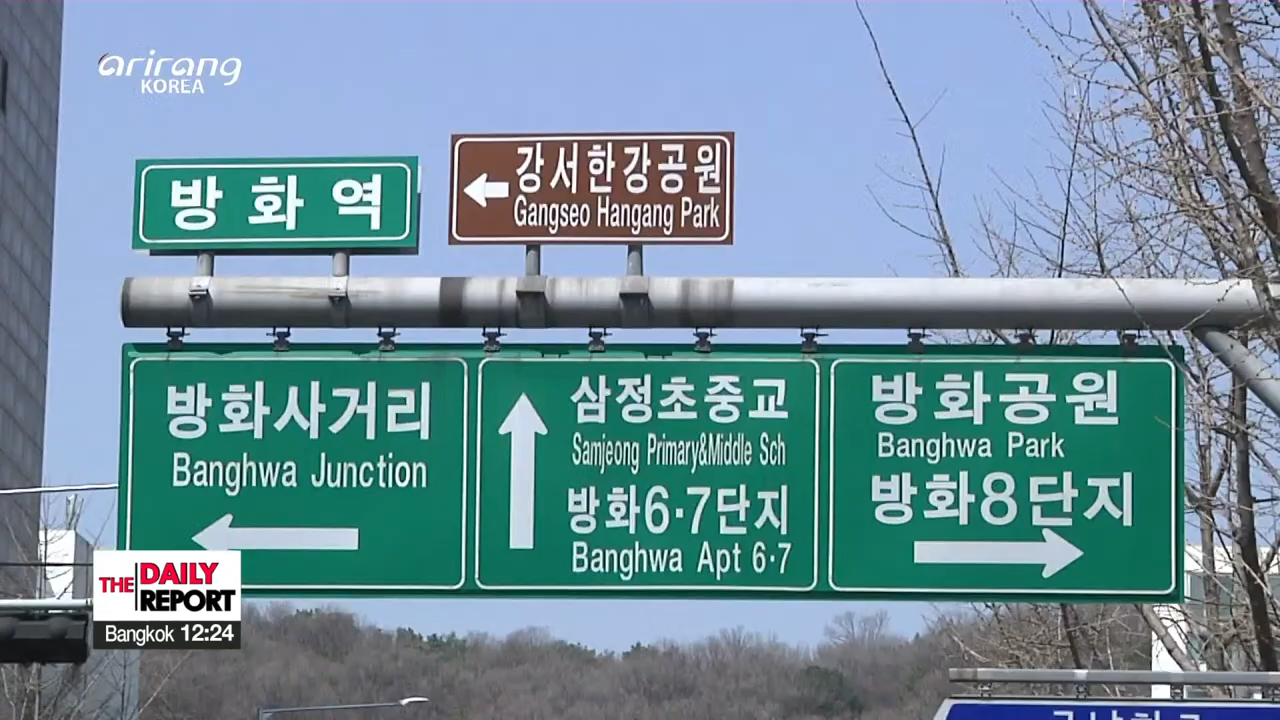 arirang
KOREA
방화역
강서한강공원
Gangseo Hangang Park
방화사거리
Banghwa Junction
삼정초중교
Samjeong Primary&Middle Sch
방화6·7단지
Banghwa Apt 6·7
방화공원
Banghwa Park
방화8단지
THE DAILY REPORT
Bangkok 12:24